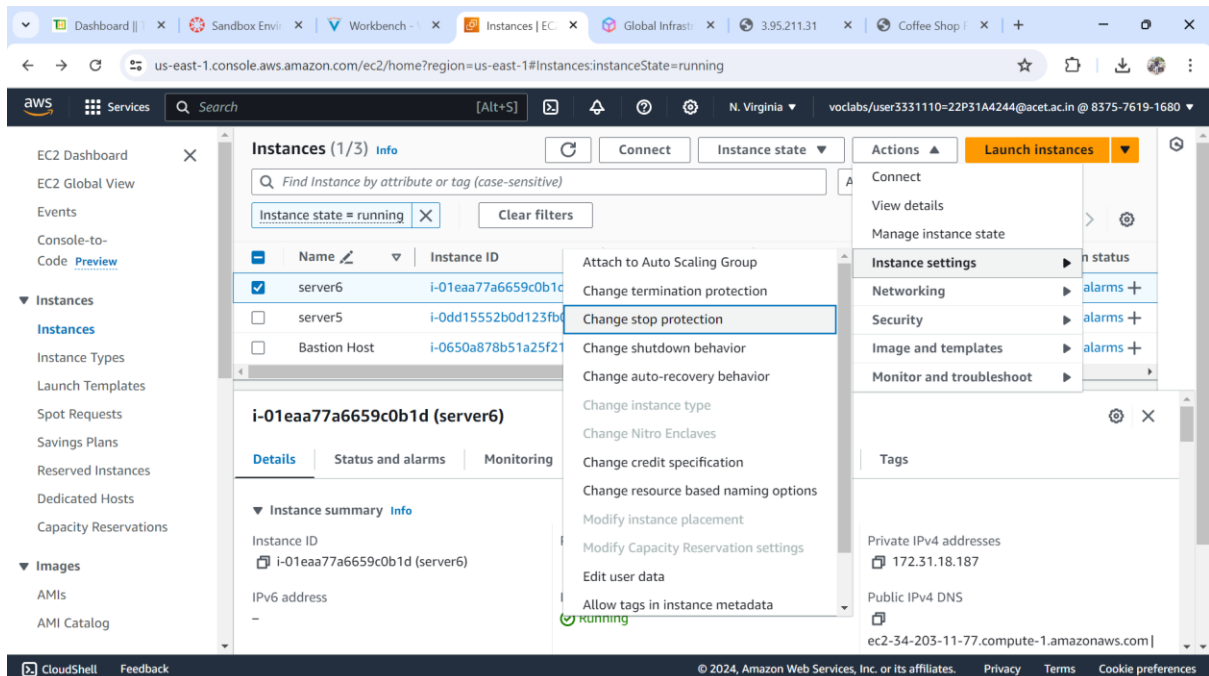 Dashboard || T
Sandbox Envir
Workbench - V
Instances | EC2
Global Infrastr
3.95.211.31
Coffee Shop F
us-east-1.console.aws.amazon.com/ec2/home?region=us-east-1#Instances:instanceState=running
aws Services Search [Alt+S] N. Virginia ▼ voclabs/user3331110=22P31A4244@acet.ac.in @ 8375-7619-1680 ▼
EC2 Dashboard
EC2 Global View
Events
Console-to-
Code Preview
▼ Instances
Instances
Instance Types
Launch Templates
Spot Requests
Savings Plans
Reserved Instances
Dedicated Hosts
Capacity Reservations
▼ Images
AMIs
AMI Catalog
Instances (1/3) Info Connect Instance state ▼ Actions ▲ Launch instances ▼
Find Instance by attribute or tag (case-sensitive)
Instance state = running Clear filters
Name Instance ID n status
server6 i-01eaa77a6659c0b1d alarms +
server5 i-0dd15552b0d123fb alarms +
Bastion Host i-0650a878b51a25f21 alarms +
Connect
View details
Manage instance state
Instance settings
Networking
Security
Image and templates
Monitor and troubleshoot
Attach to Auto Scaling Group
Change termination protection
Change stop protection
Change shutdown behavior
Change auto-recovery behavior
Change instance type
Change Nitro Enclaves
Change credit specification
Change resource based naming options
Modify instance placement
Modify Capacity Reservation settings
Edit user data
Allow tags in instance metadata
i-01eaa77a6659c0b1d (server6)
Details Status and alarms Monitoring Tags
▼ Instance summary Info
Instance ID
i-01eaa77a6659c0b1d (server6)
IPv6 address
–
Running
Private IPv4 addresses
172.31.18.187
Public IPv4 DNS
ec2-34-203-11-77.compute-1.amazonaws.com |
CloudShell Feedback © 2024, Amazon Web Services, Inc. or its affiliates. Privacy Terms Cookie preferences